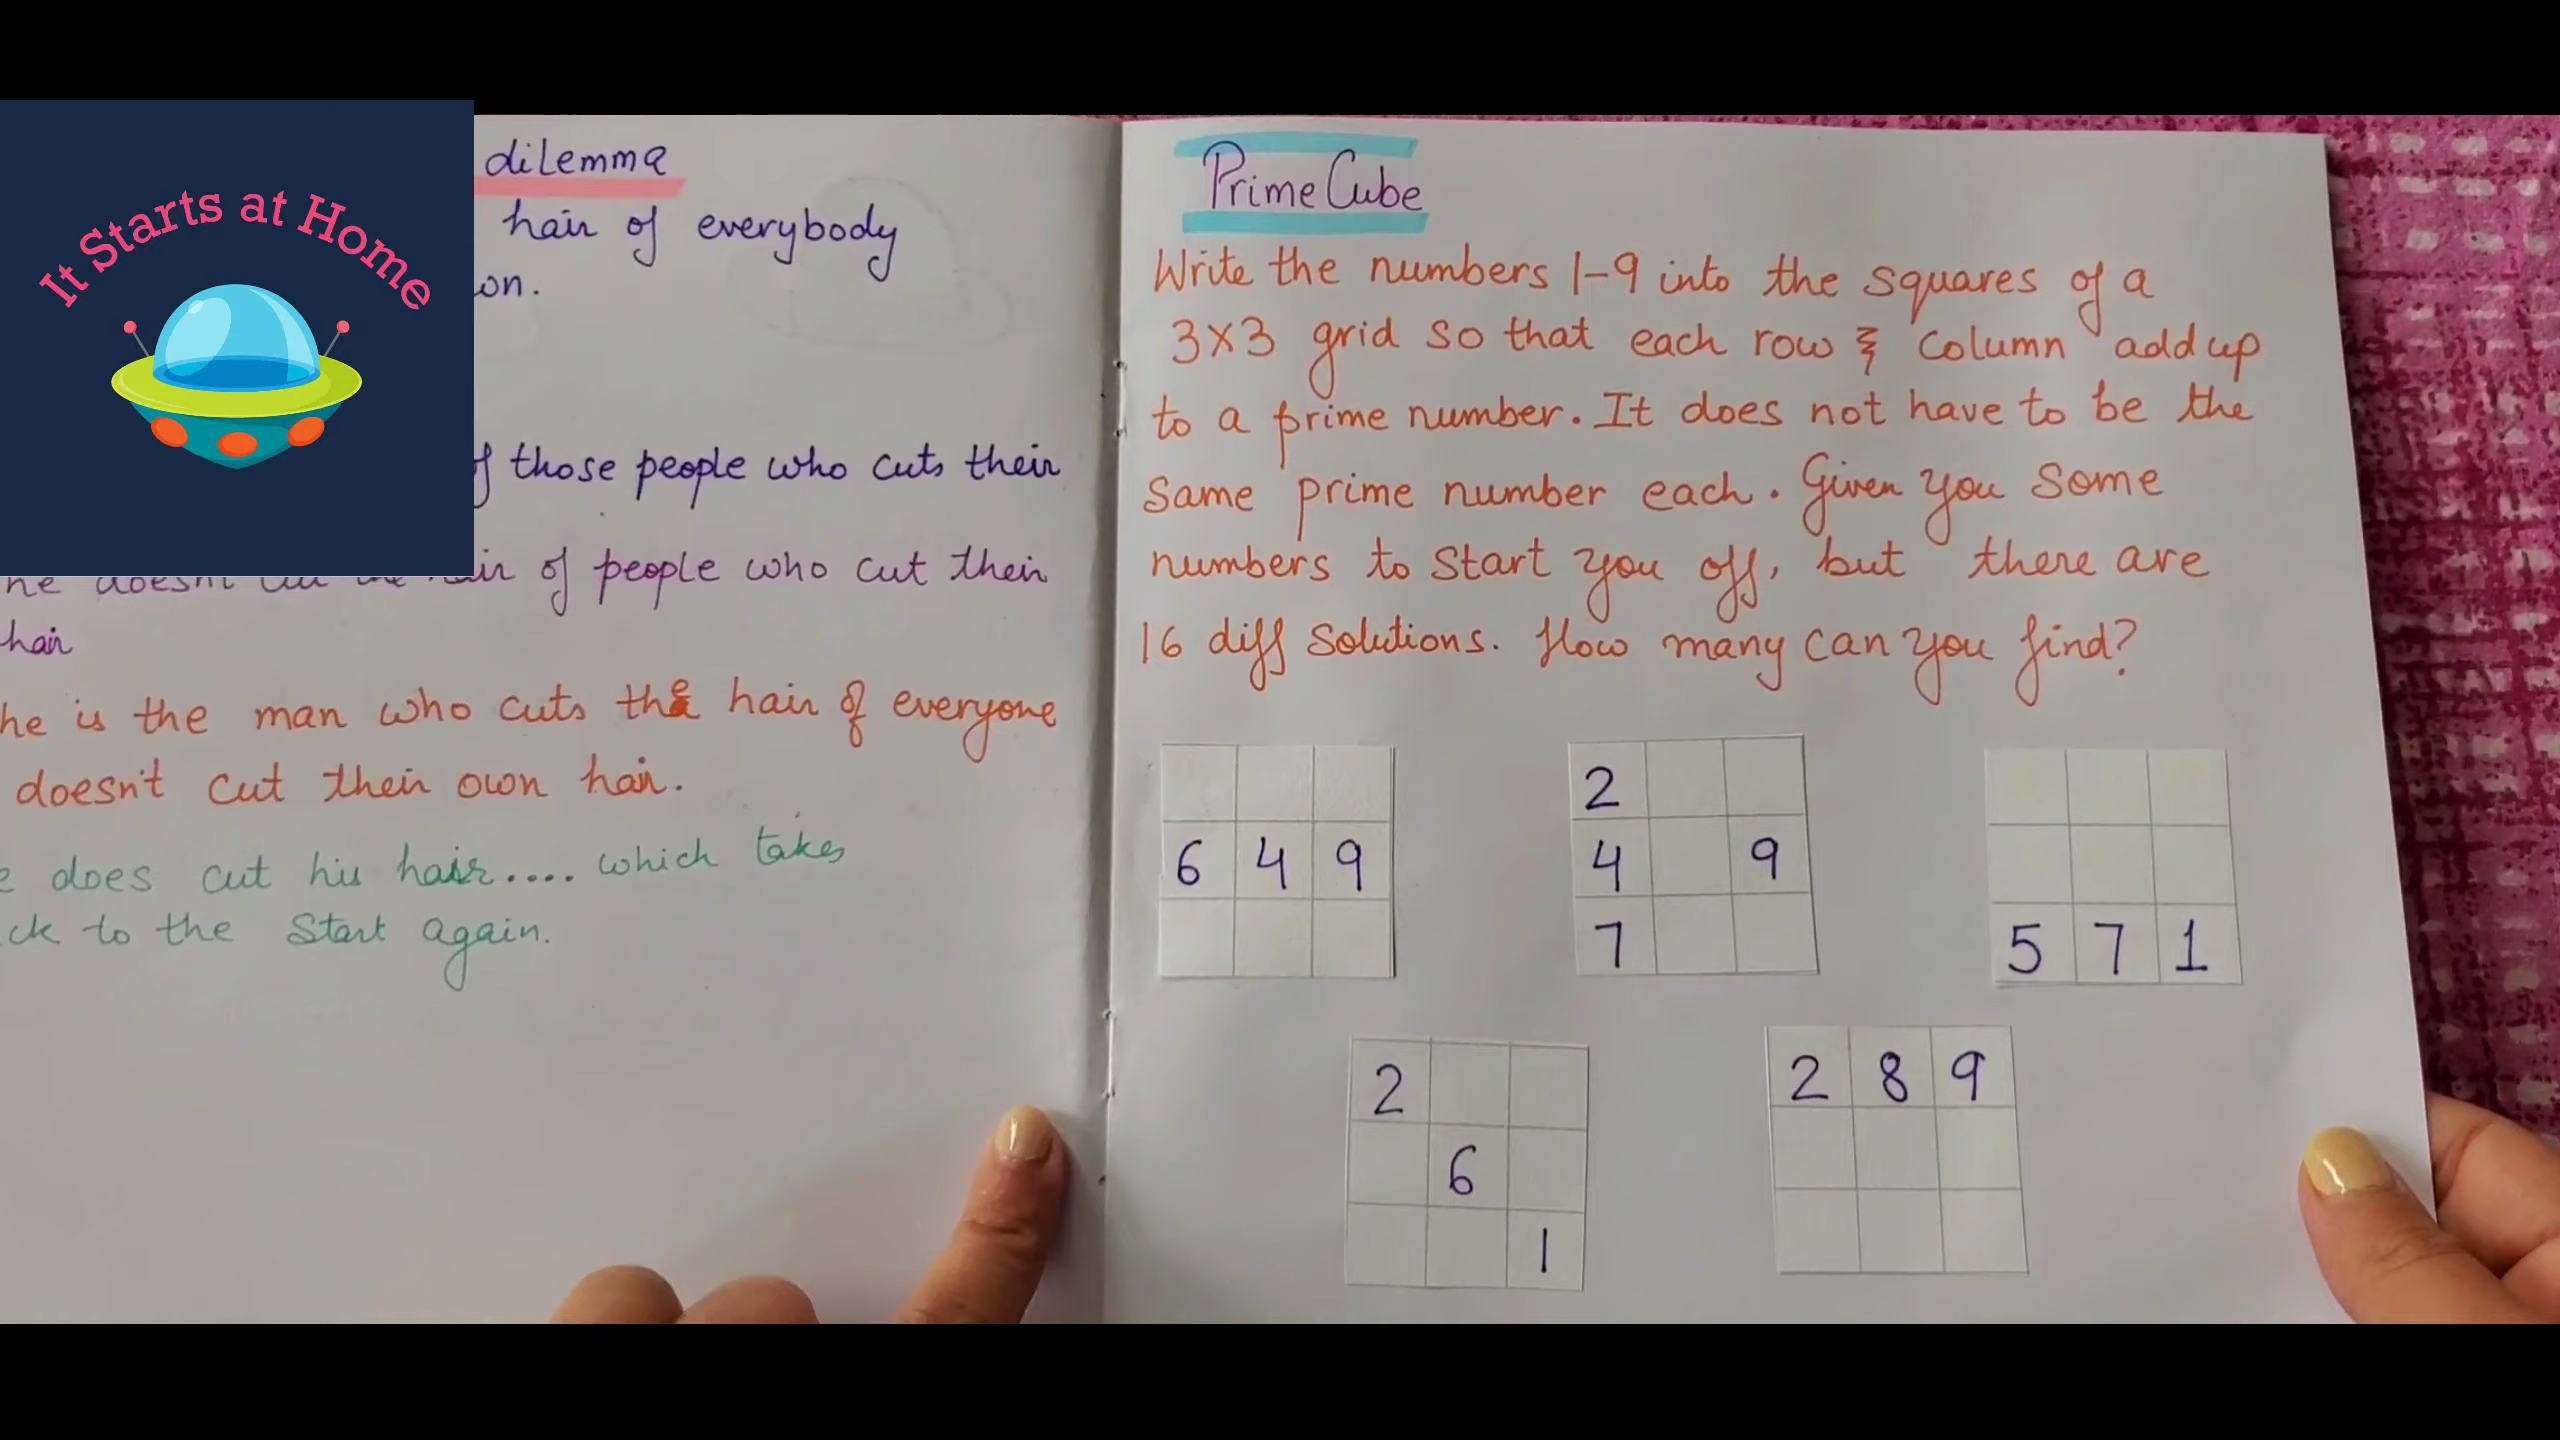 It Starts at Home
dilemma
hair of everybody
on.
of those people who cuts their
he doesnt hair of people who cut their
hair
he is the man who cuts the hair of everyone
doesn't cut their own hair.
e does cut his hair.... which takes
ck to the start again.
Prime Cube
Write the numbers 1-9 into the squares of a
3x3 grid so that each row & column add up
to a prime number. It does not have to be the
same prime number each. Given you some
numbers to start you off, but there are
16 diff solutions. How many can you find?
6 4 9
2
4 9
7
5 7 1
2
6
1
2 8 9